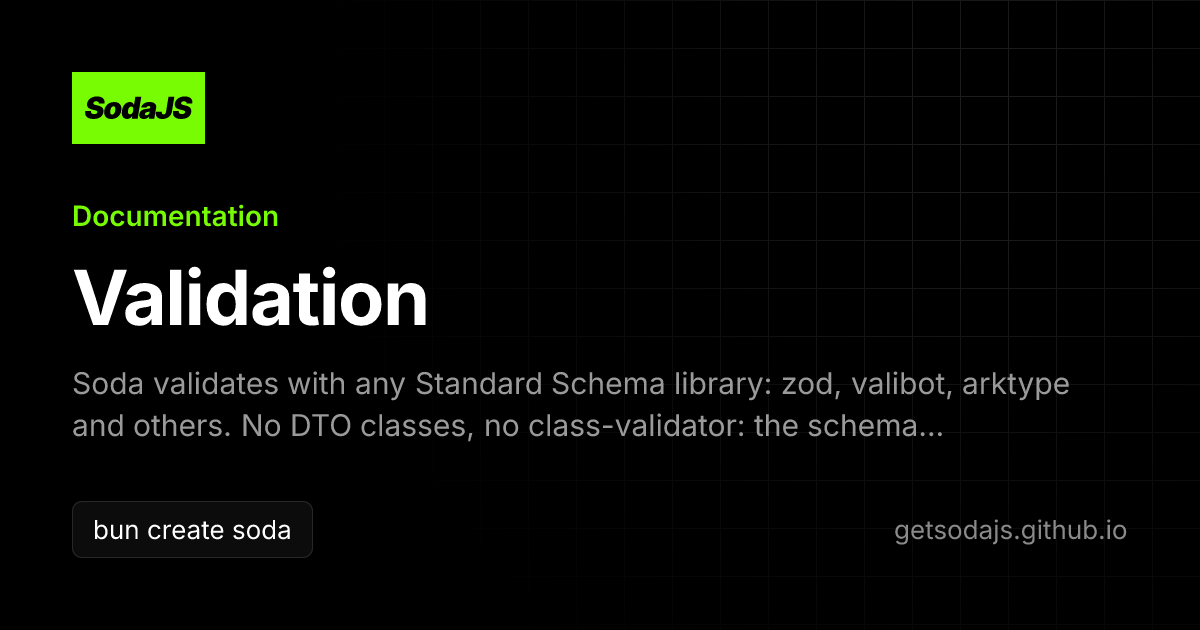 SodaJS
Documentation
Validation
Soda validates with any Standard Schema library: zod, valibot, arktype
and others. No DTO classes, no class-validator: the schema...
bun create soda
getsodajs.github.io